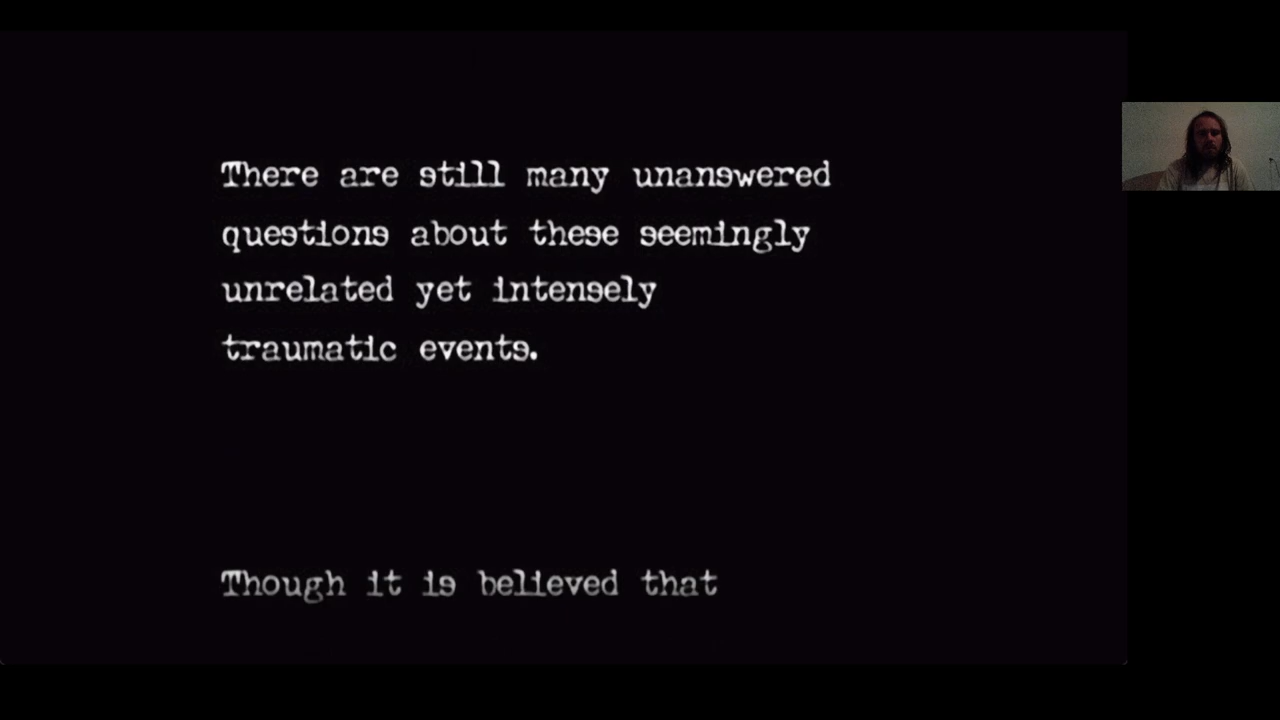 There are still many unanswered
questions about these seemingly
unrelated yet intensely
traumatic events.
Though it is believed that